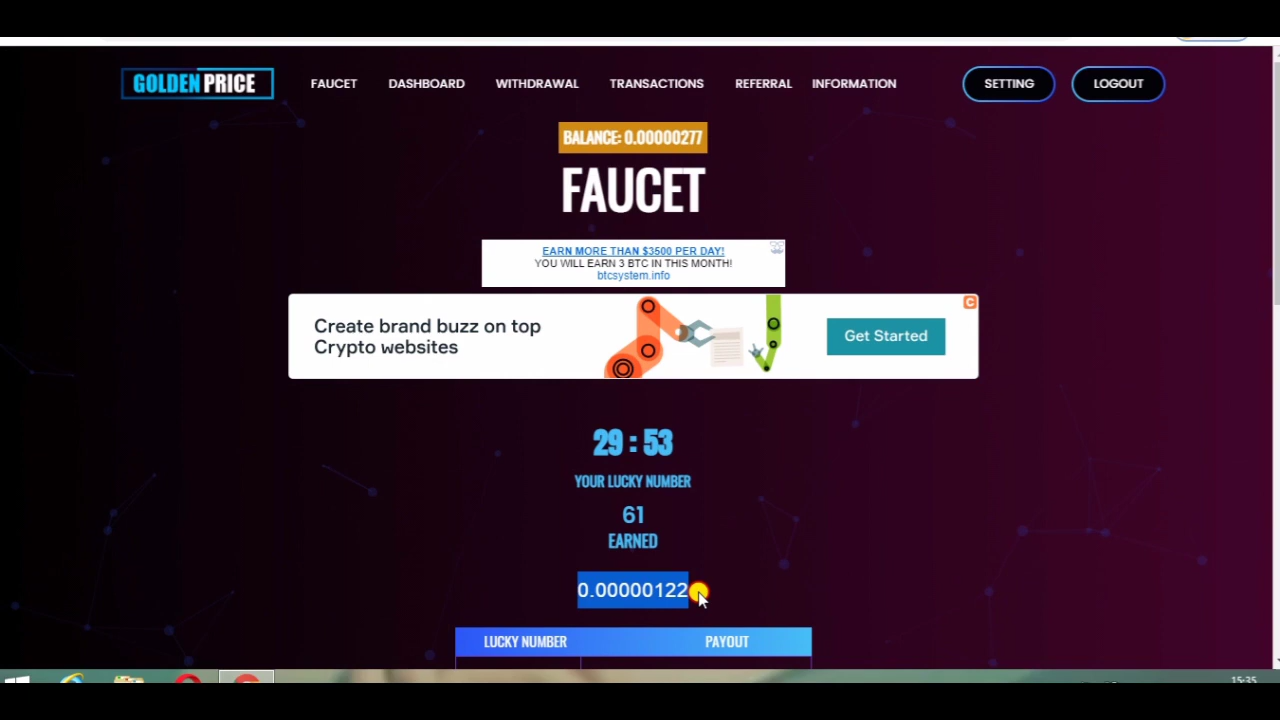 GOLDEN PRICE
FAUCET
DASHBOARD
WITHDRAWAL
TRANSACTIONS
REFERRAL
INFORMATION
SETTING
LOGOUT
BALANCE: 0.00000277
FAUCET
EARN MORE THAN $3500 PER DAY!
YOU WILL EARN 3 BTC IN THIS MONTH!
btcsystem.info
Create brand buzz on top
Crypto websites
Get Started
C
29 : 53
YOUR LUCKY NUMBER
61
EARNED
0.00000122
LUCKY NUMBER
PAYOUT
15:35